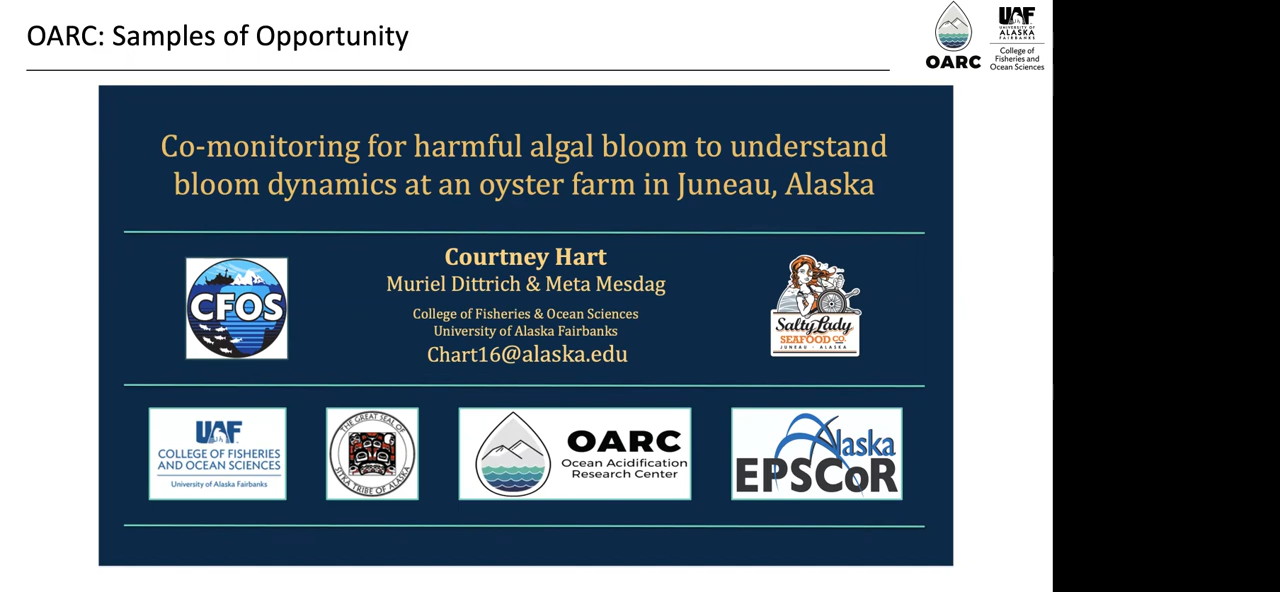 OARC: Samples of Opportunity
OARC
UAF
UNIVERSITY OF
ALASKA
FAIRBANKS
College of
Fisheries and
Ocean Sciences
Co-monitoring for harmful algal bloom to understand
bloom dynamics at an oyster farm in Juneau, Alaska
CFOS
Courtney Hart
Muriel Dittrich & Meta Mesdag
College of Fisheries & Ocean Sciences
University of Alaska Fairbanks
Chart16@alaska.edu
Salty Lady
SEAFOOD CO.
JUNEAU · ALASKA
UAF
COLLEGE OF FISHERIES
AND OCEAN SCIENCES
University of Alaska Fairbanks
THE GREAT SEAL OF
SITKA TRIBE OF ALASKA
OARC
Ocean Acidification
Research Center
Alaska
EPSCoR